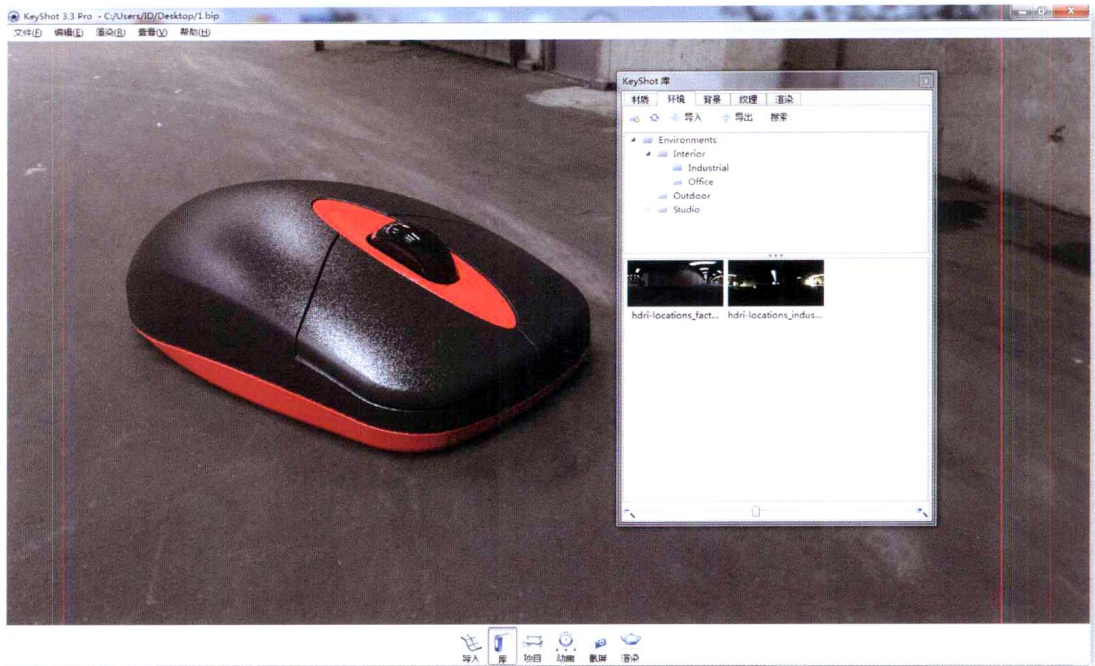 KeyShot 3.3 Pro - C:/Users/ID/Desktop/1.bip
文件(F) 编辑(E) 渲染(R) 查看(V) 帮助(H)
KeyShot 库
材质 环境 背景 纹理 渲染
导入 导出 搜索
Environments
Interior
Industrial
Office
Outdoor
Studio
hdri-locations_fact... hdri-locations_indus...
导入 库 项目 动画 截屏 渲染